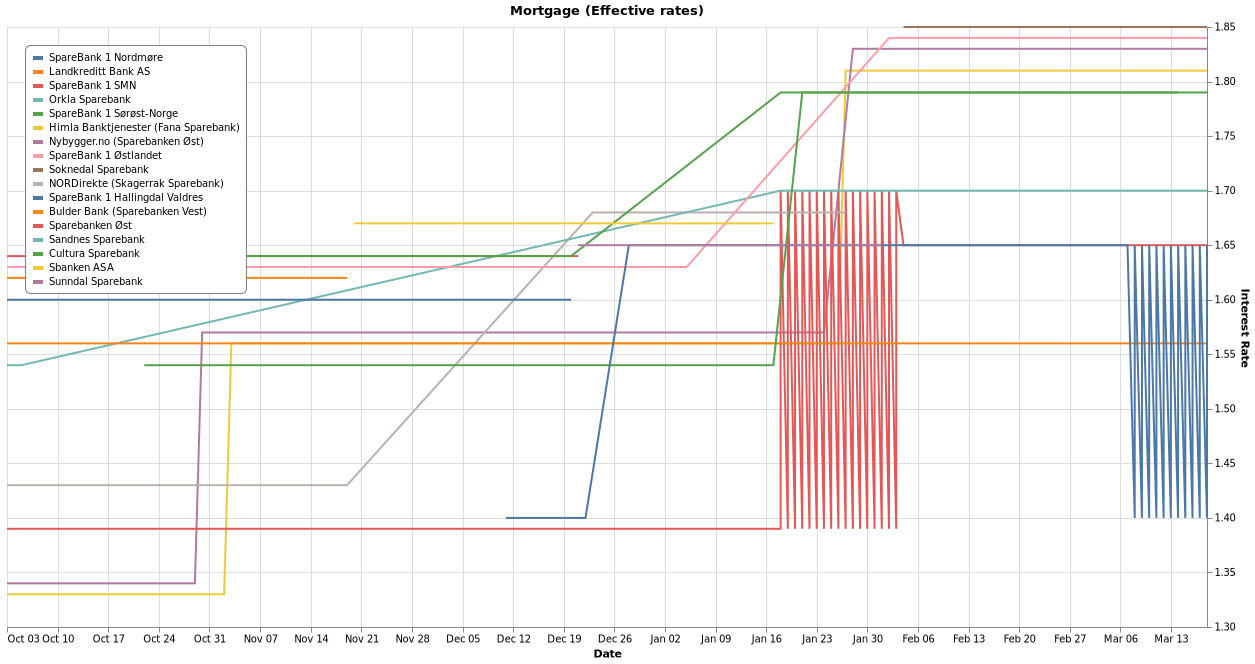 Mortgage (Effective rates)
SpareBank 1 Nordmøre
Landkreditt Bank AS
SpareBank 1 SMN
Orkla Sparebank
SpareBank 1 Sørøst-Norge
Himla Banktjenester (Fana Sparebank)
Nybygger.no (Sparebanken Øst)
SpareBank 1 Østlandet
Soknedal Sparebank
NORDirekte (Skagerrak Sparebank)
SpareBank 1 Hallingdal Valdres
Bulder Bank (Sparebanken Vest)
Sparebanken Øst
Sandnes Sparebank
Cultura Sparebank
Sbanken ASA
Sunndal Sparebank
1.85
1.80
1.75
1.70
1.65
1.60
1.55
1.50
1.45
1.40
1.35
1.30
Interest Rate
Oct 03 Oct 10 Oct 17 Oct 24 Oct 31 Nov 07 Nov 14 Nov 21 Nov 28 Dec 05 Dec 12 Dec 19 Dec 26 Jan 02 Jan 09 Jan 16 Jan 23 Jan 30 Feb 06 Feb 13 Feb 20 Feb 27 Mar 06 Mar 13
Date